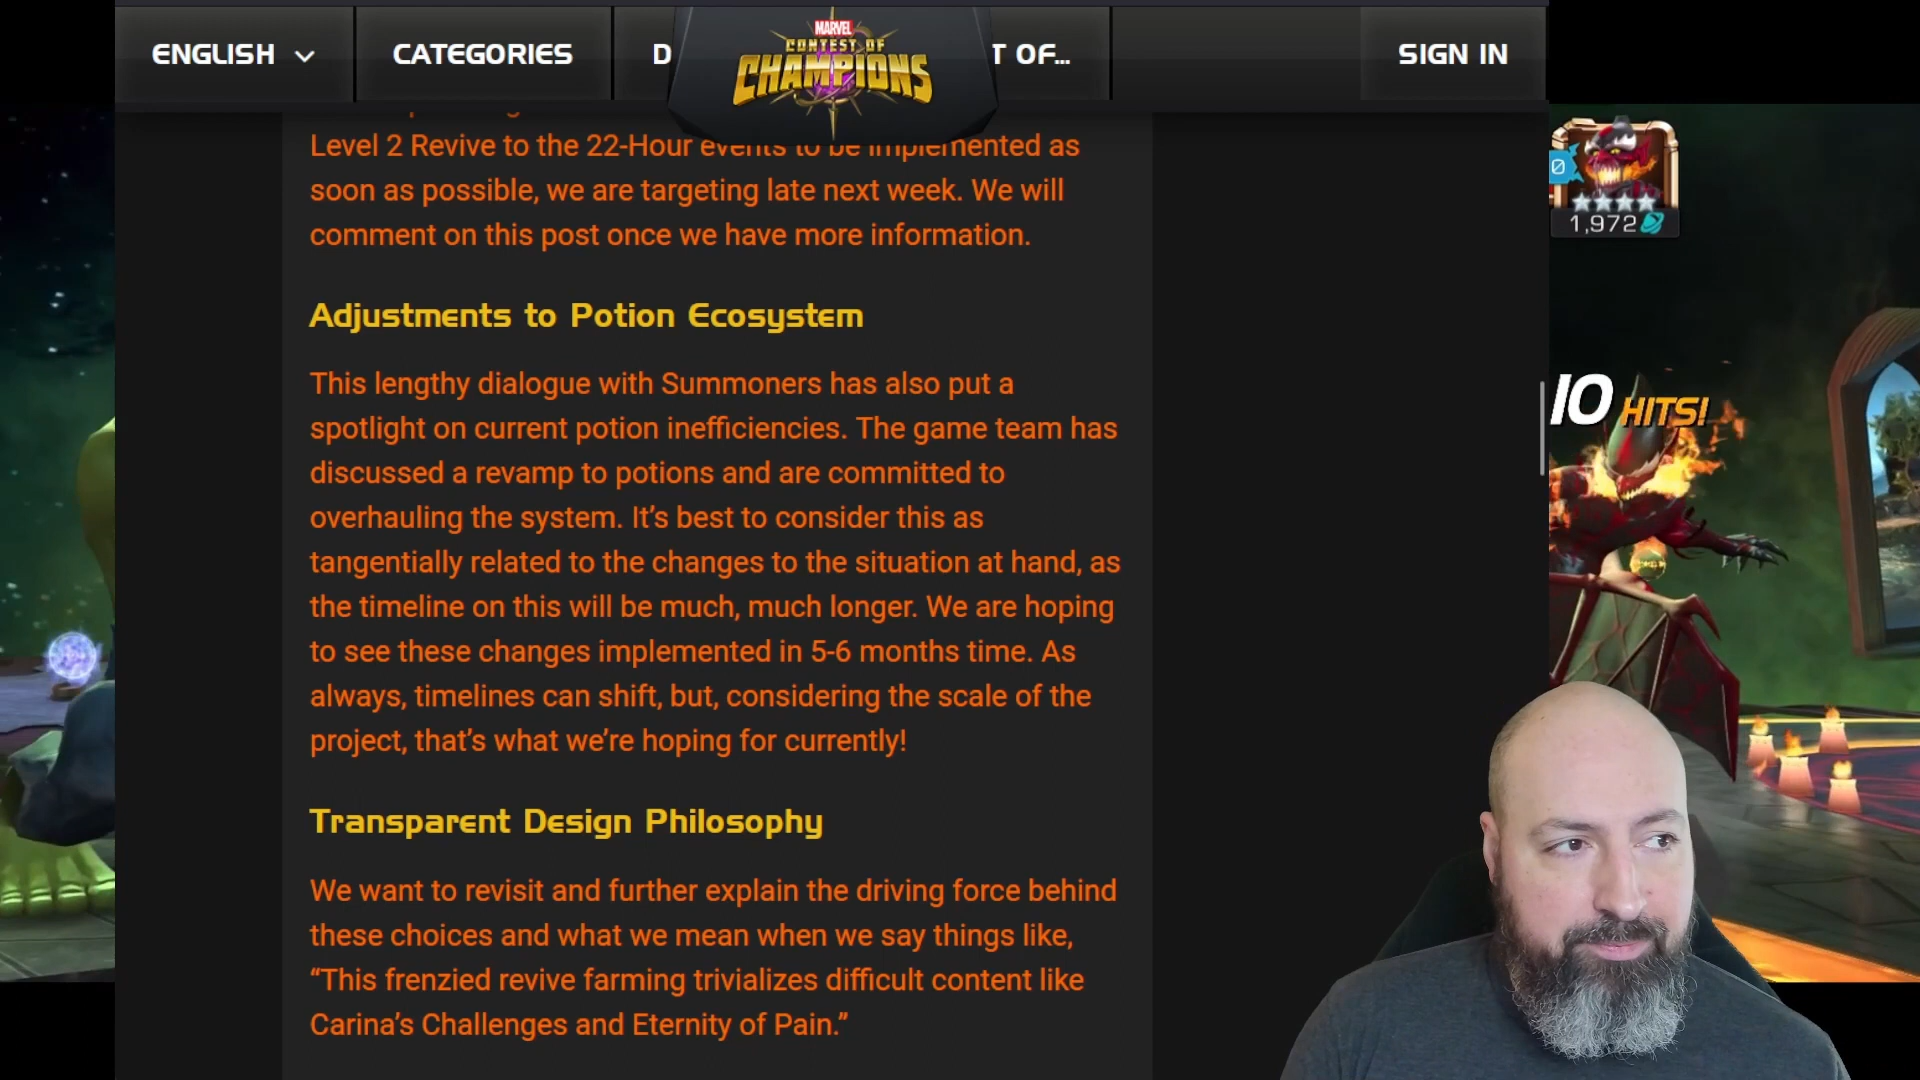 ENGLISH CATEGORIES D MARVEL CONTEST OF CHAMPIONS T OF... SIGN IN
Level 2 Revive to the 22-Hour events to be implemented as
soon as possible, we are targeting late next week. We will
comment on this post once we have more information.
Adjustments to Potion Ecosystem
This lengthy dialogue with Summoners has also put a
spotlight on current potion inefficiencies. The game team has
discussed a revamp to potions and are committed to
overhauling the system. It’s best to consider this as
tangentially related to the changes to the situation at hand, as
the timeline on this will be much, much longer. We are hoping
to see these changes implemented in 5-6 months time. As
always, timelines can shift, but, considering the scale of the
project, that’s what we’re hoping for currently!
Transparent Design Philosophy
We want to revisit and further explain the driving force behind
these choices and what we mean when we say things like,
“This frenzied revive farming trivializes difficult content like
Carina’s Challenges and Eternity of Pain.”
0
1,972
10 HITS!